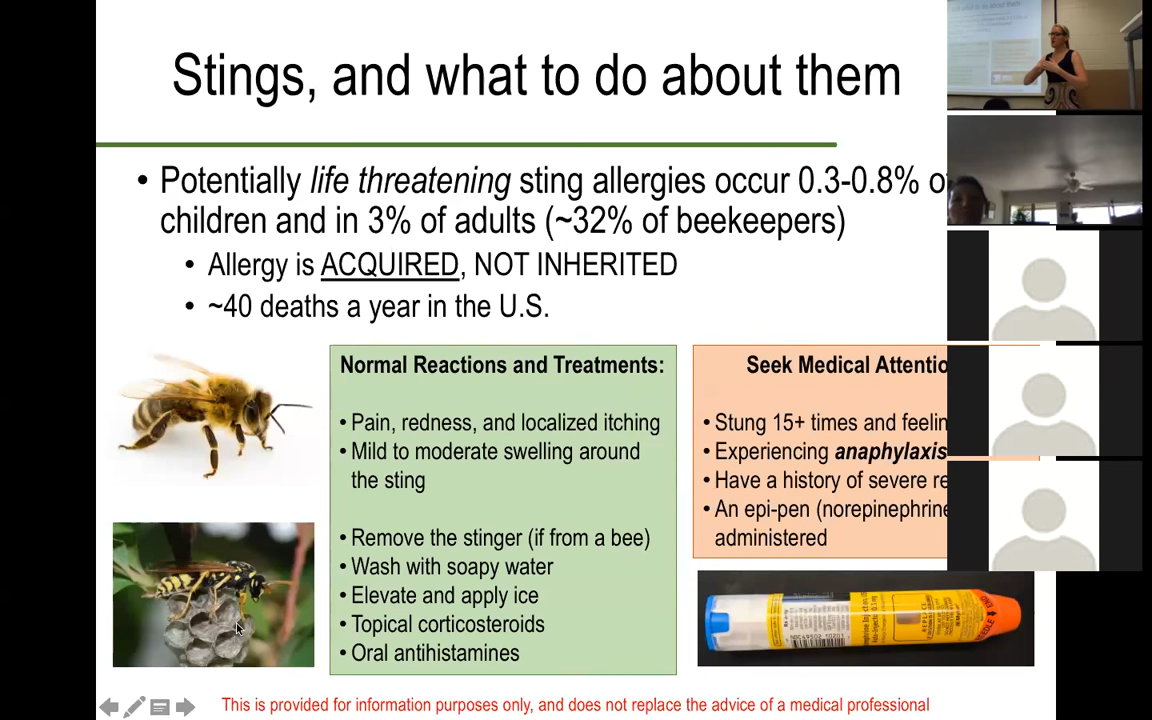 Stings, and what to do about them
• Potentially life threatening sting allergies occur 0.3-0.8% of
children and in 3% of adults (~32% of beekeepers)
• Allergy is ACQUIRED, NOT INHERITED
• ~40 deaths a year in the U.S.
Normal Reactions and Treatments:
• Pain, redness, and localized itching
• Mild to moderate swelling around
the sting
• Remove the stinger (if from a bee)
• Wash with soapy water
• Elevate and apply ice
• Topical corticosteroids
• Oral antihistamines
Seek Medical
• Stung 15+ times and
• Experiencing anaphylaxis
• Have a history of severe
• An epi-pen (norepinephrine
administered
This is provided for information purposes only, and does not replace the advice of a medical professional